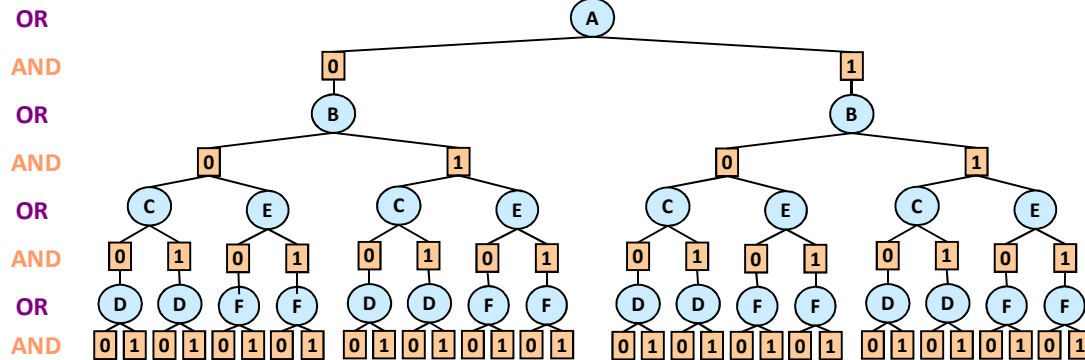 OR A
AND 0 1
OR B B
AND 0 1 0 1
OR C E C E C E C E
AND 0 1 0 1 0 1 0 1 0 1 0 1 0 1 0 1
OR D D F F D D F F D D F F D D F F
AND 0 1 0 1 0 1 0 1 0 1 0 1 0 1 0 1 0 1 0 1 0 1 0 1 0 1 0 1 0 1 0 1